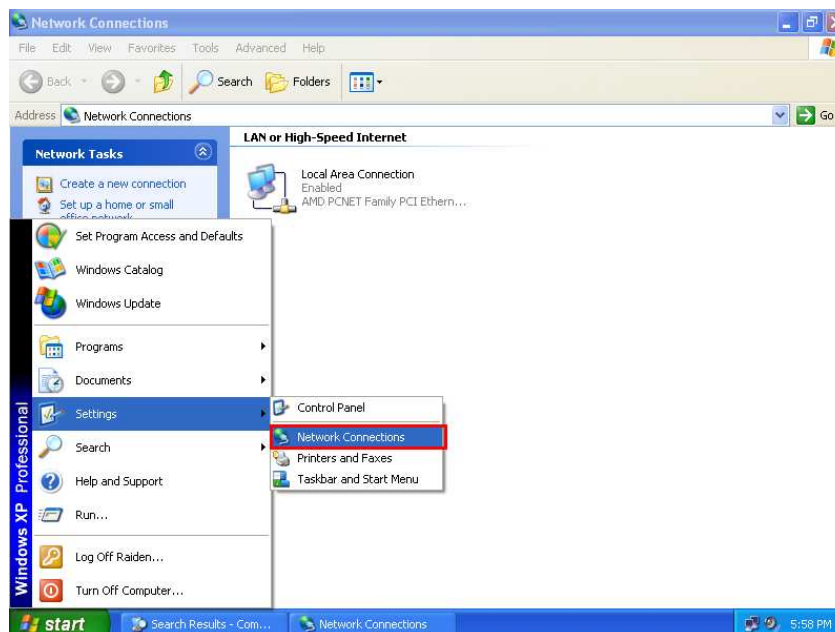 Network Connections
File Edit View Favorites Tools Advanced Help
Back Search Folders
Address Network Connections Go
LAN or High-Speed Internet
Network Tasks
Create a new connection
Set up a home or small
office network
Local Area Connection
Enabled
AMD PCNET Family PCI Ethern...
Set Program Access and Defaults
Windows Catalog
Windows Update
Programs
Documents
Settings
Search
Help and Support
Run...
Log Off Raiden...
Turn Off Computer...
Windows XP Professional
Control Panel
Network Connections
Printers and Faxes
Taskbar and Start Menu
start Search Results - Com... Network Connections 5:58 PM